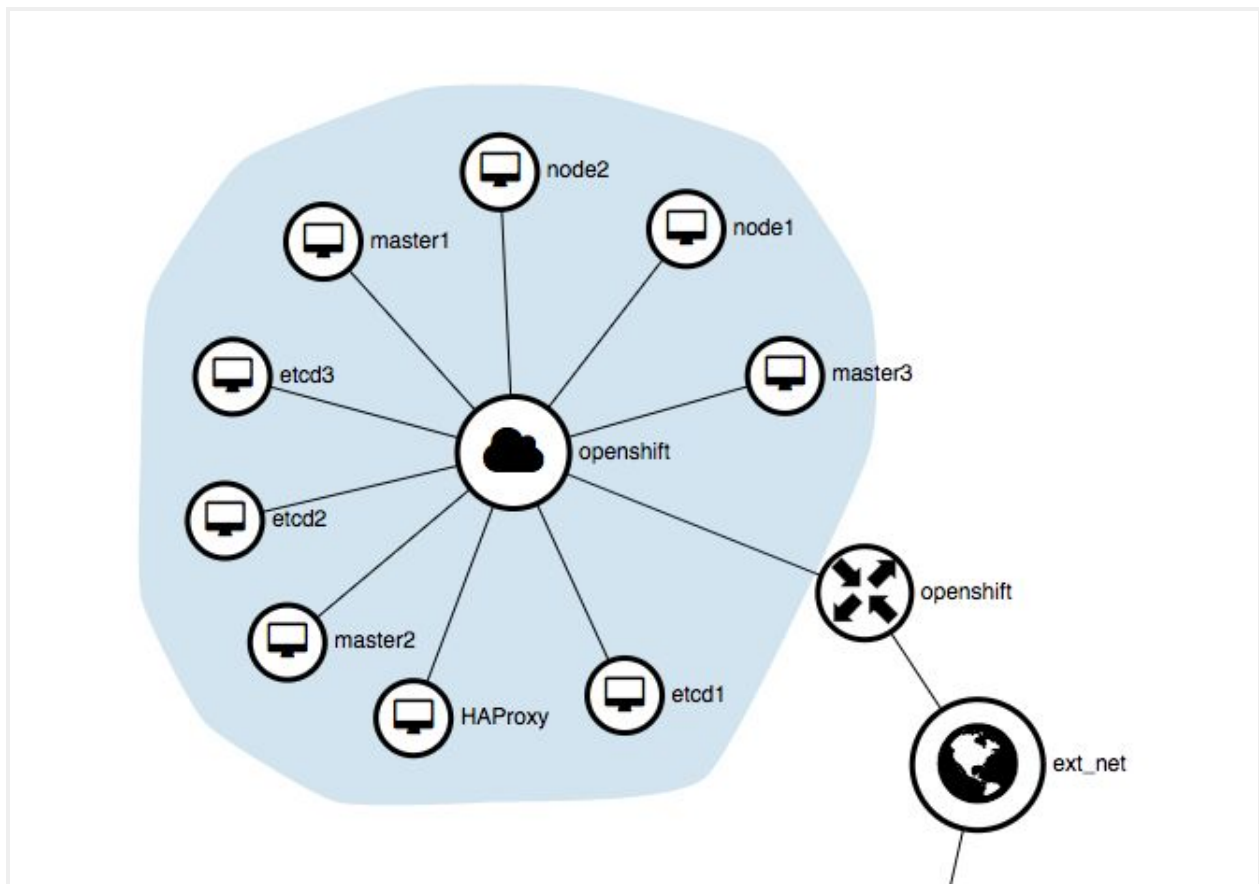 node2
node1
master1
etcd3
master3
openshift
etcd2
openshift
master2
etcd1
HAProxy
ext_net